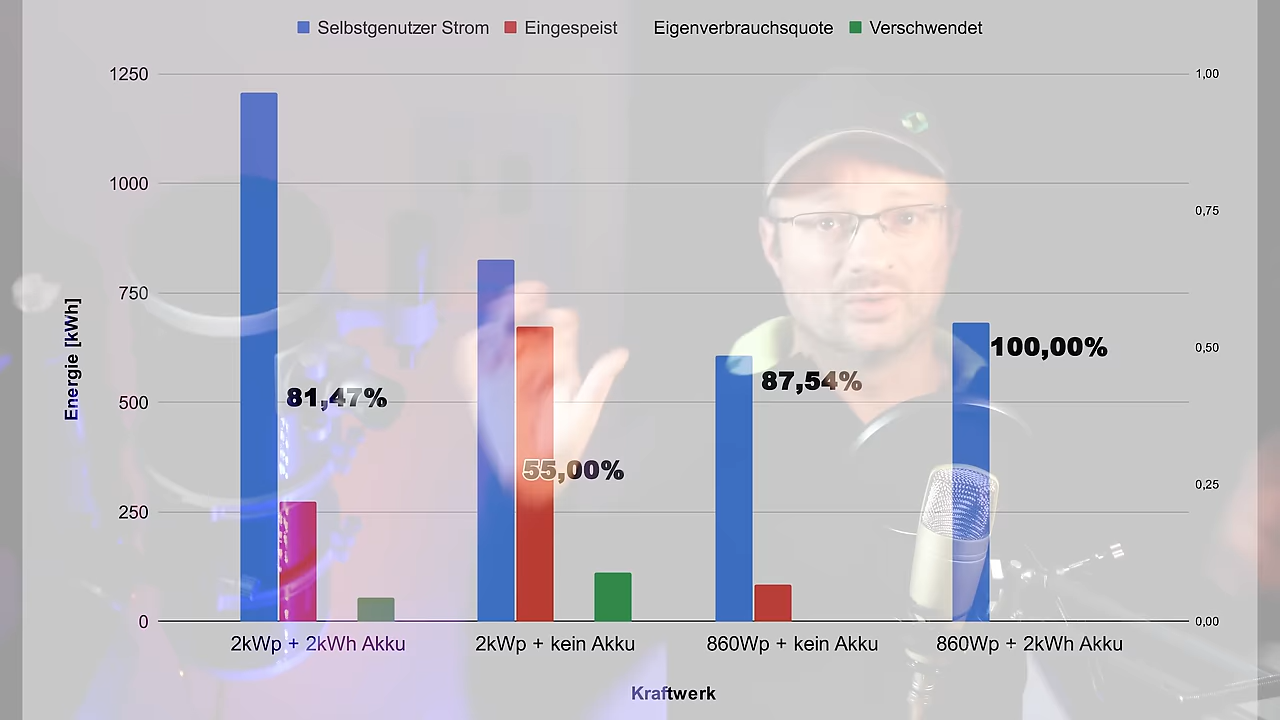 Selbstgenutzer Strom Eingespeist Eigenverbrauchsquote Verschwendet
1250
1000
750
500
250
0
1,00
0,75
0,50
0,25
0,00
Energie [kWh]
81,47%
55,00%
87,54%
100,00%
2kWp + 2kWh Akku
2kWp + kein Akku
860Wp + kein Akku
860Wp + 2kWh Akku
Kraftwerk